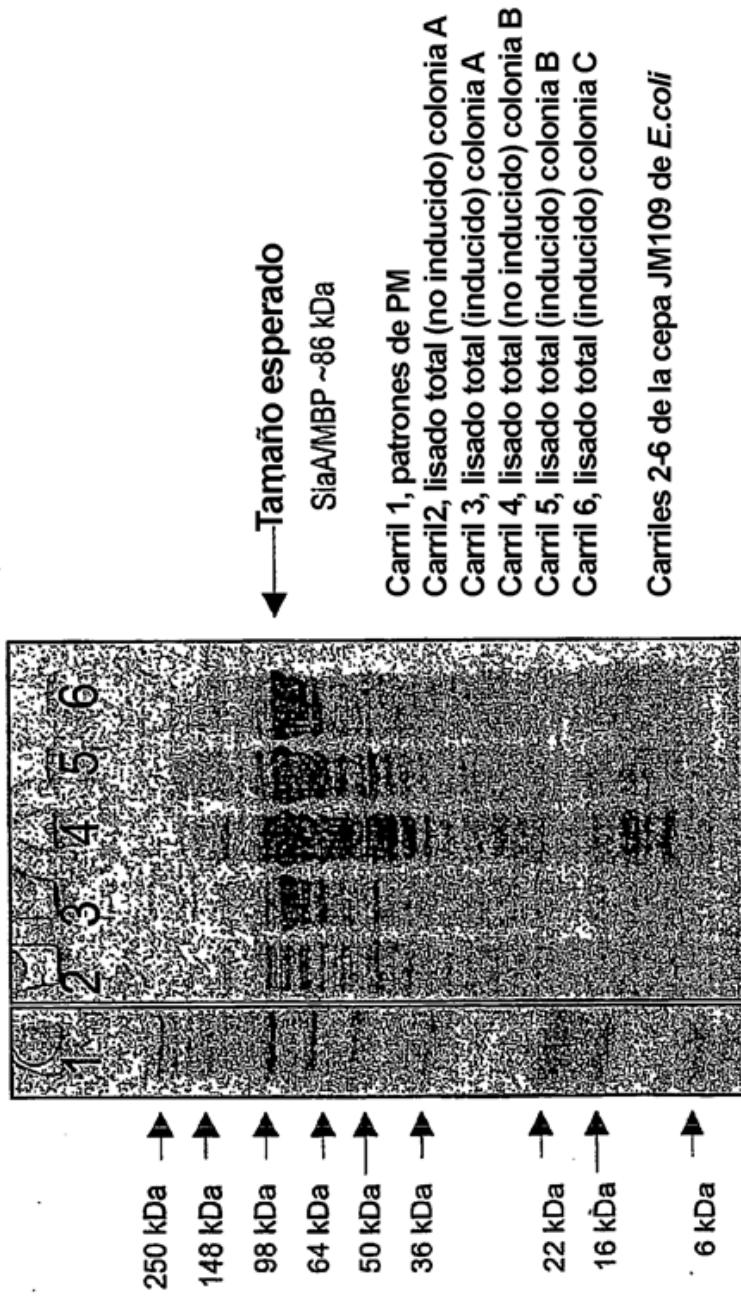 1 2 3 4 5 6
250 kDa
148 kDa
98 kDa
64 kDa
50 kDa
36 kDa
22 kDa
16 kDa
6 kDa
Tamaño esperado
SiaA/MBP ~86 kDa
Carril 1, patrones de PM
Carril2, lisado total (no inducido) colonia A
Carril 3, lisado total (inducido) colonia A
Carril 4, lisado total (no inducido) colonia B
Carril 5, lisado total (inducido) colonia B
Carril 6, lisado total (inducido) colonia C
Carriles 2-6 de la cepa JM109 de E.coli